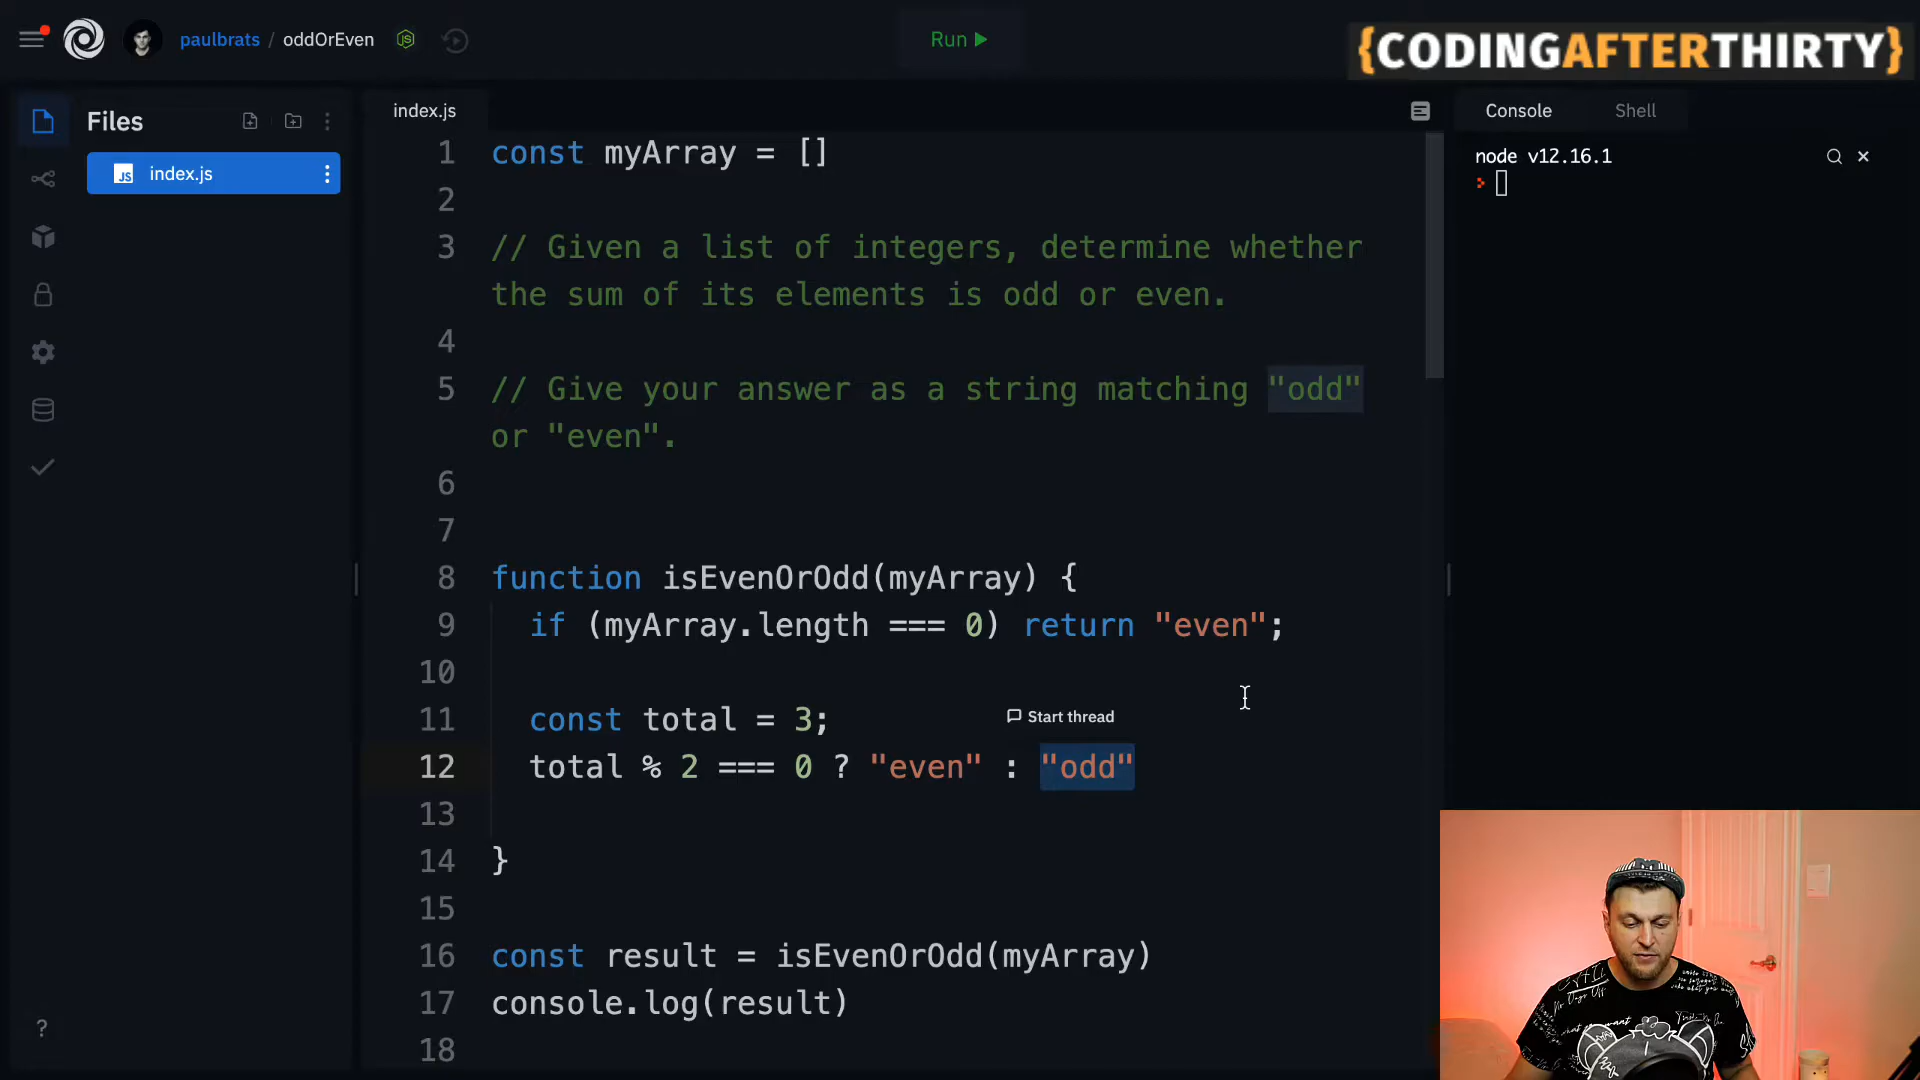 paulbrats / oddOrEven
Run
{CODINGAFTERTHIRTY}
Files
index.js
index.js
Console
Shell
node v12.16.1
1 const myArray = []
2
3 // Given a list of integers, determine whether
the sum of its elements is odd or even.
4
5 // Give your answer as a string matching "odd"
or "even".
6
7
8 function isEvenOrOdd(myArray) {
9 if (myArray.length === 0) return "even";
10
11 const total = 3;
Start thread
12 total % 2 === 0 ? "even" : "odd"
13
14 }
15
16 const result = isEvenOrOdd(myArray)
17 console.log(result)
18
?